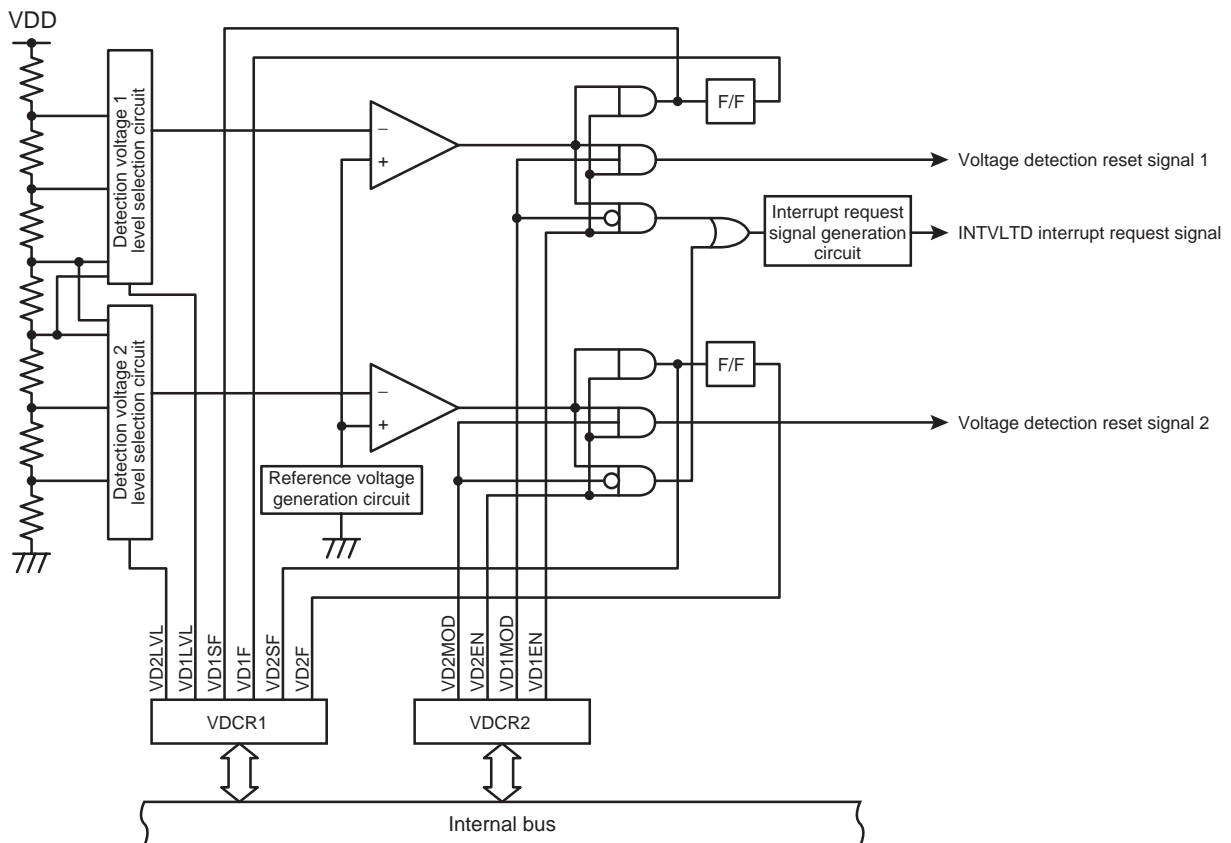 VDD
Detection voltage 1
level selection circuit
−
+
F/F
Voltage detection reset signal 1
Interrupt request
signal generation
circuit
INTVLTD interrupt request signal
Detection voltage 2
level selection circuit
−
+
F/F
Voltage detection reset signal 2
Reference voltage
generation circuit
VD2LVL
VD1LVL
VD1SF
VD1F
VD2SF
VD2F
VD2MOD
VD2EN
VD1MOD
VD1EN
VDCR1
VDCR2
Internal bus